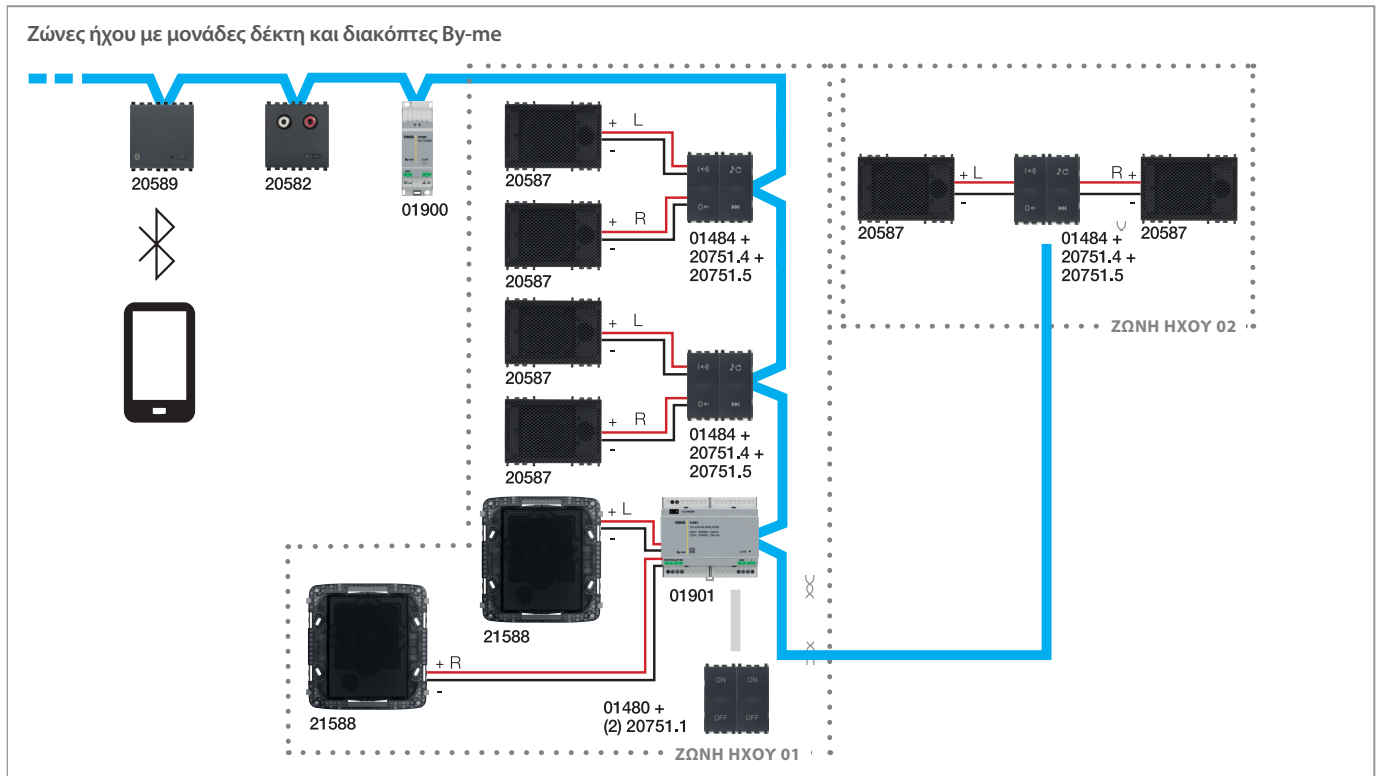 Ζώνες ήχου με μονάδες δέκτη και διακόπτες By-me
20589
20582
01900
20587
+ L
-
20587
+ R
-
01484 +
20751.4 +
20751.5
20587
+ L
-
20587
+ R
-
01484 +
20751.4 +
20751.5
20587
+ L
-
R +
-
01484 +
20751.4 +
20751.5
20587
ΖΩΝΗ ΗΧΟΥ 02
21588
+ L
-
01901
21588
+ R
-
ON ON
OFF OFF
01480 +
(2) 20751.1
ΖΩΝΗ ΗΧΟΥ 01